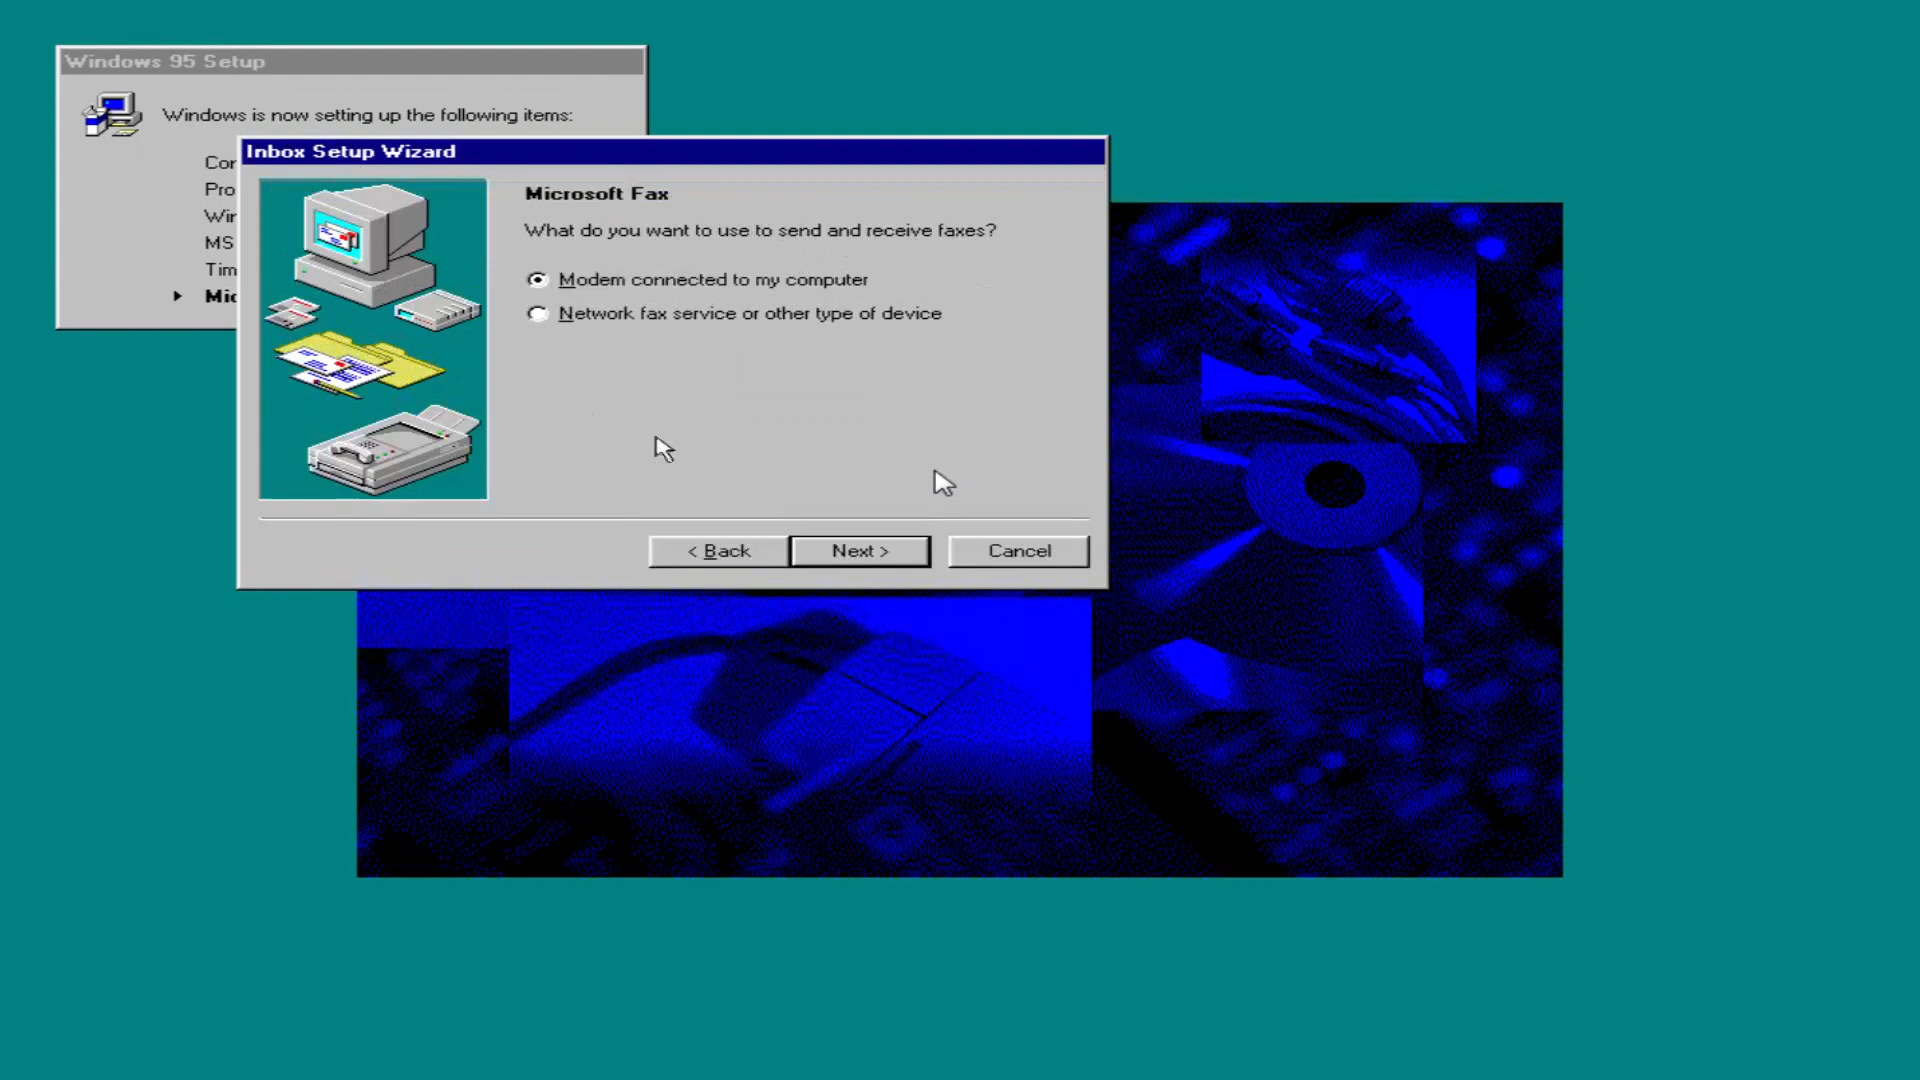 Windows 95 Setup
Windows is now setting up the following items:
Inbox Setup Wizard
Microsoft Fax
What do you want to use to send and receive faxes?
Modem connected to my computer
Network fax service or other type of device
< Back
Next >
Cancel
MS